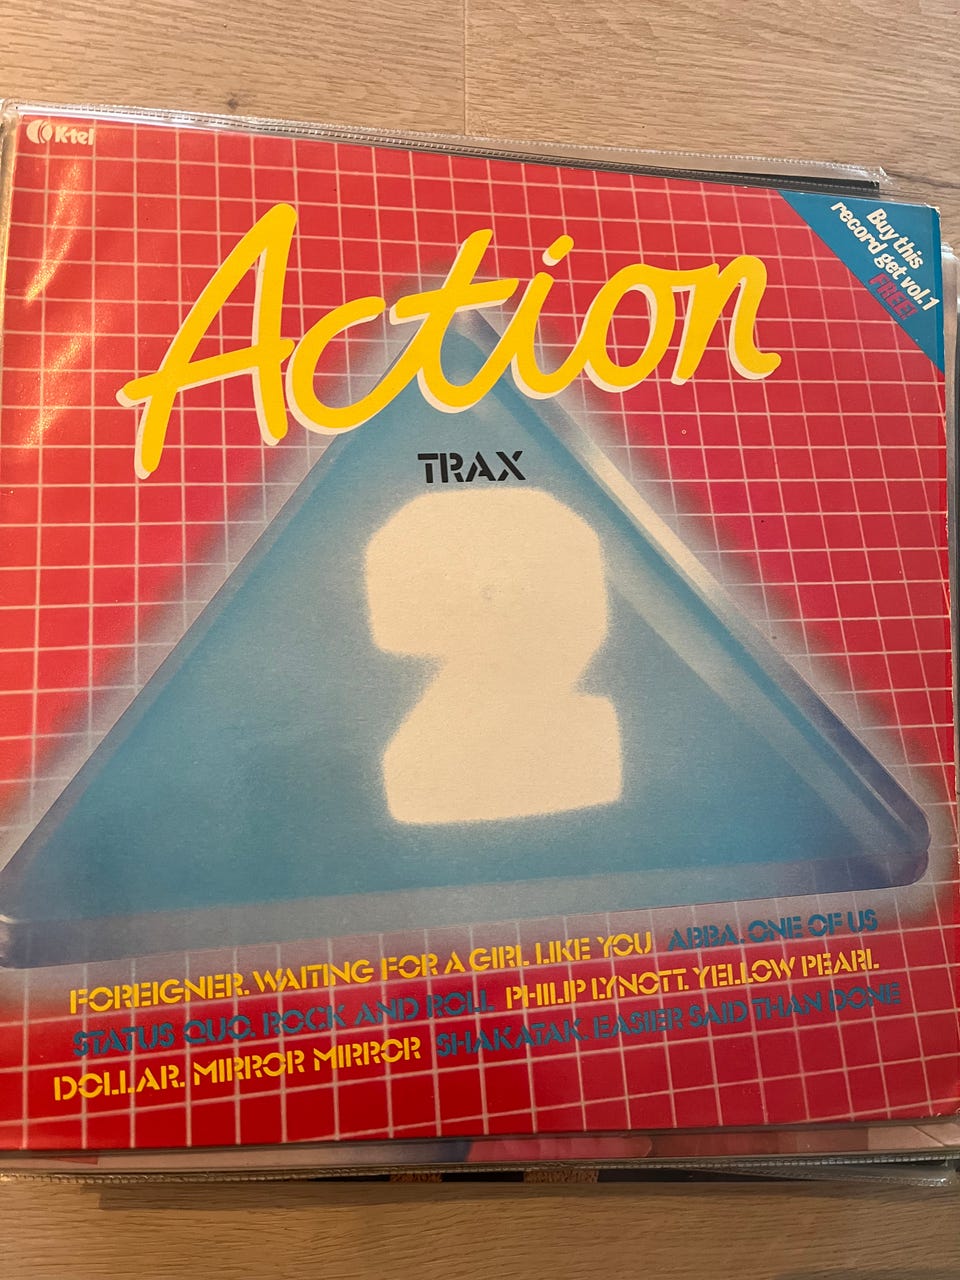 K-tel
Buy this
record get vol.1
FREE!
Action
TRAX
2
FOREIGNER. WAITING FOR A GIRL LIKE YOU ABBA. ONE OF US
STATUS QUO. ROCK AND ROLL PHILIP LYNOTT. YELLOW PEARL
DOLLAR. MIRROR MIRROR SHAKATAK. EASIER SAID THAN DONE